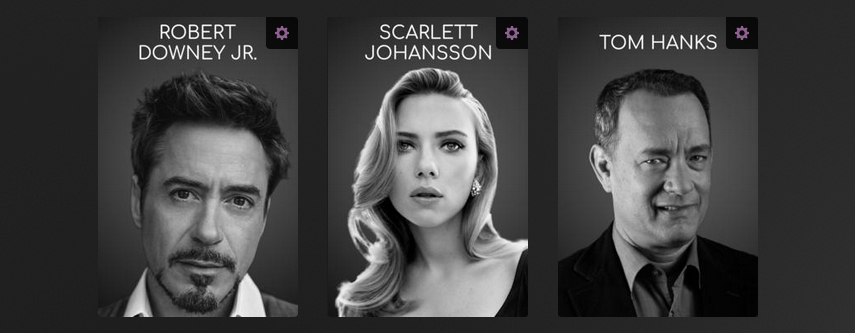 ROBERT
DOWNEY JR.
SCARLETT
JOHANSSON
TOM HANKS